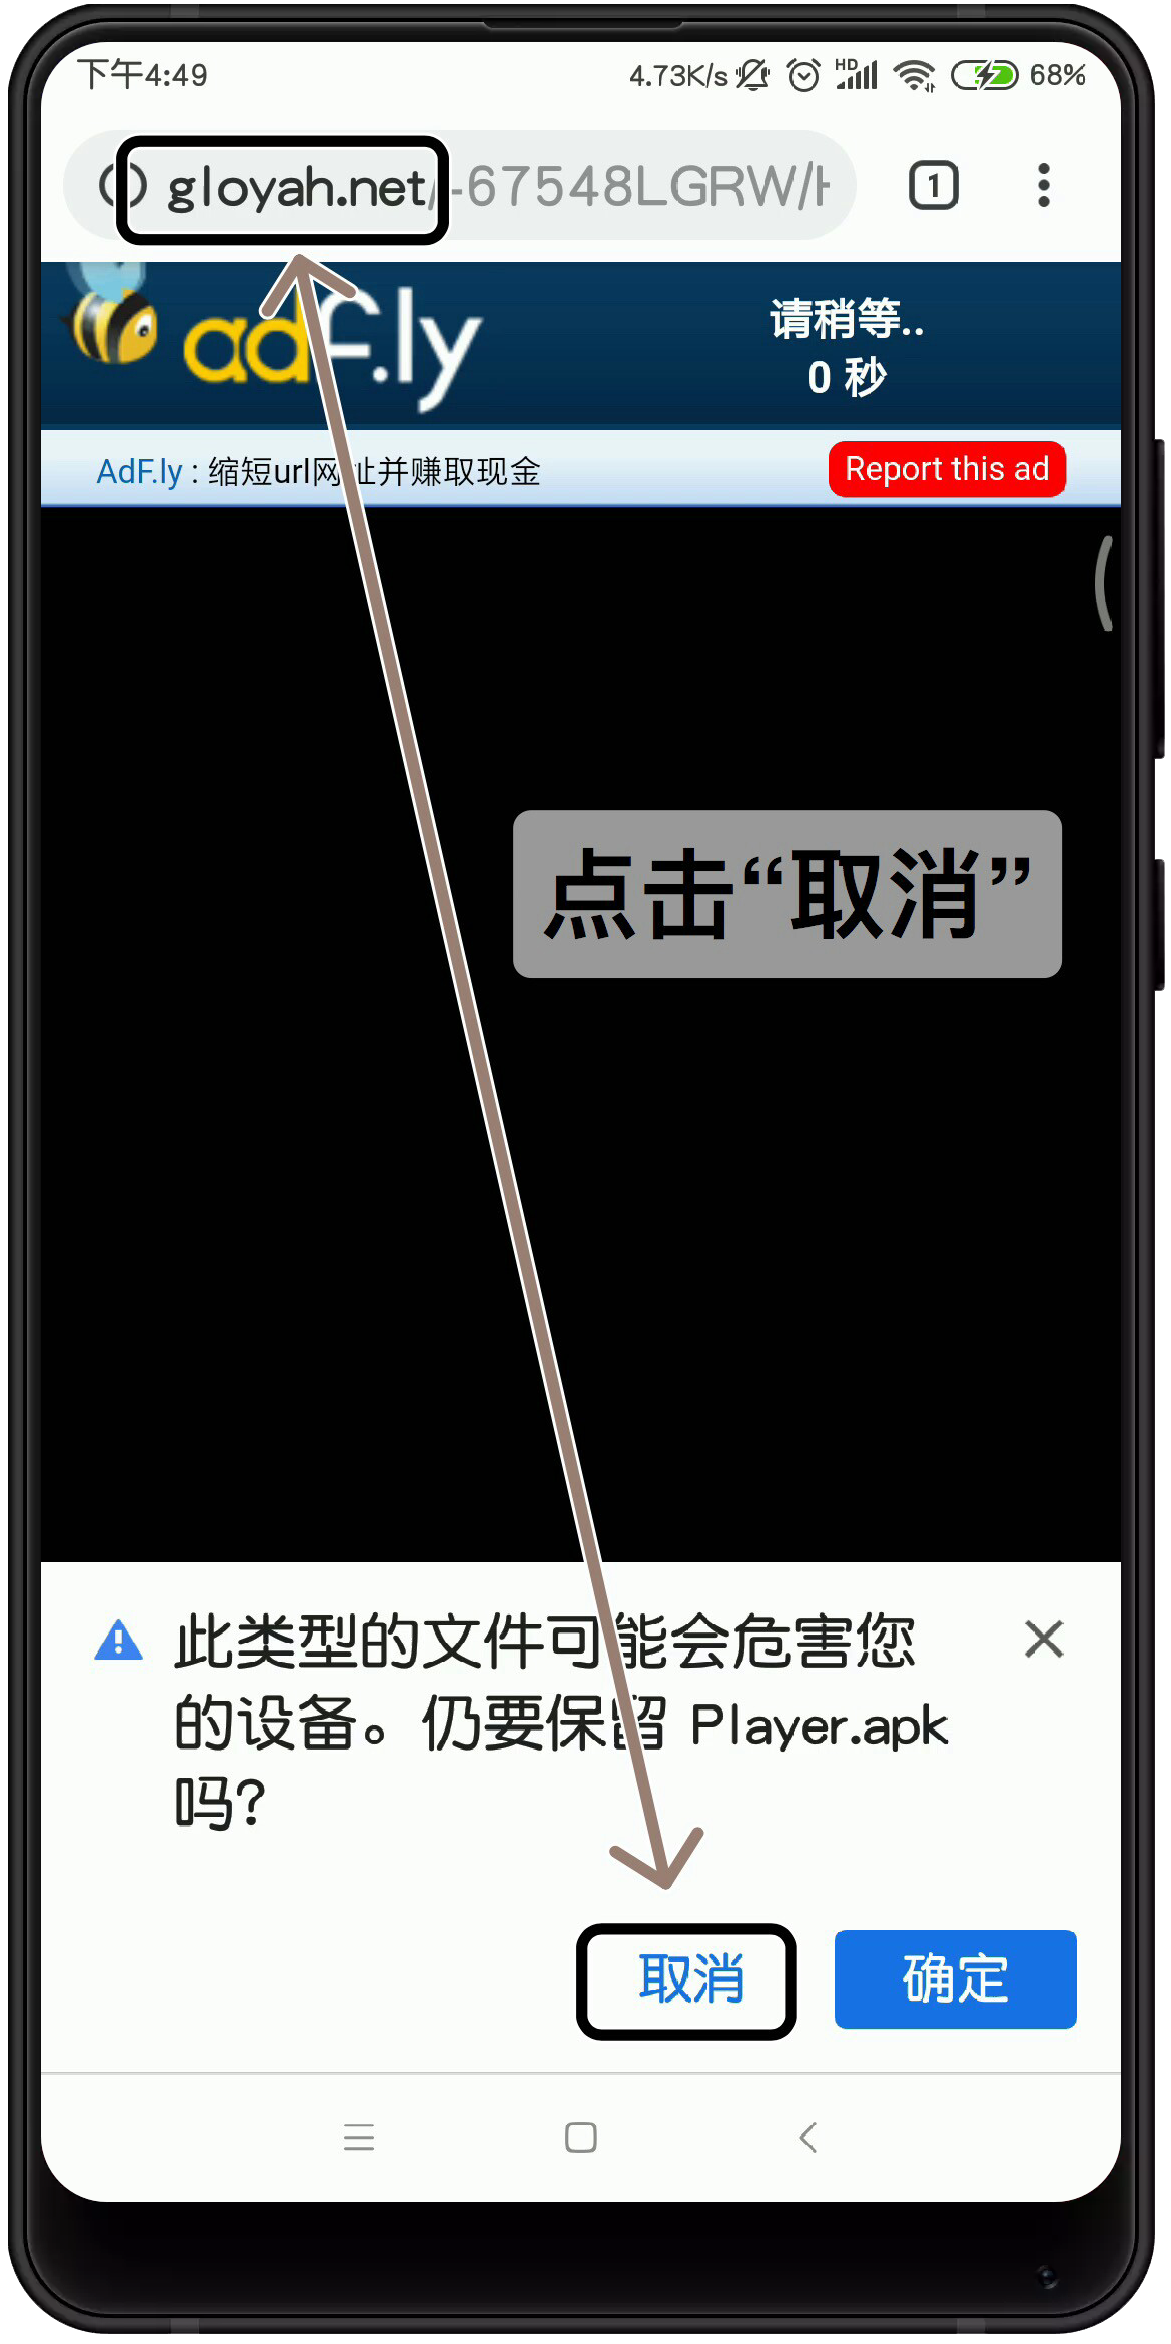 下午4:49
4.73K/s
HD
68%
gloyah.net/-67548LGRW/H
1
adf.ly
请稍等..
0 秒
AdF.ly : 缩短url网址并赚取现金
Report this ad
点击“取消”
此类型的文件可能会危害您
的设备。仍要保留 Player.apk
吗?
取消
确定